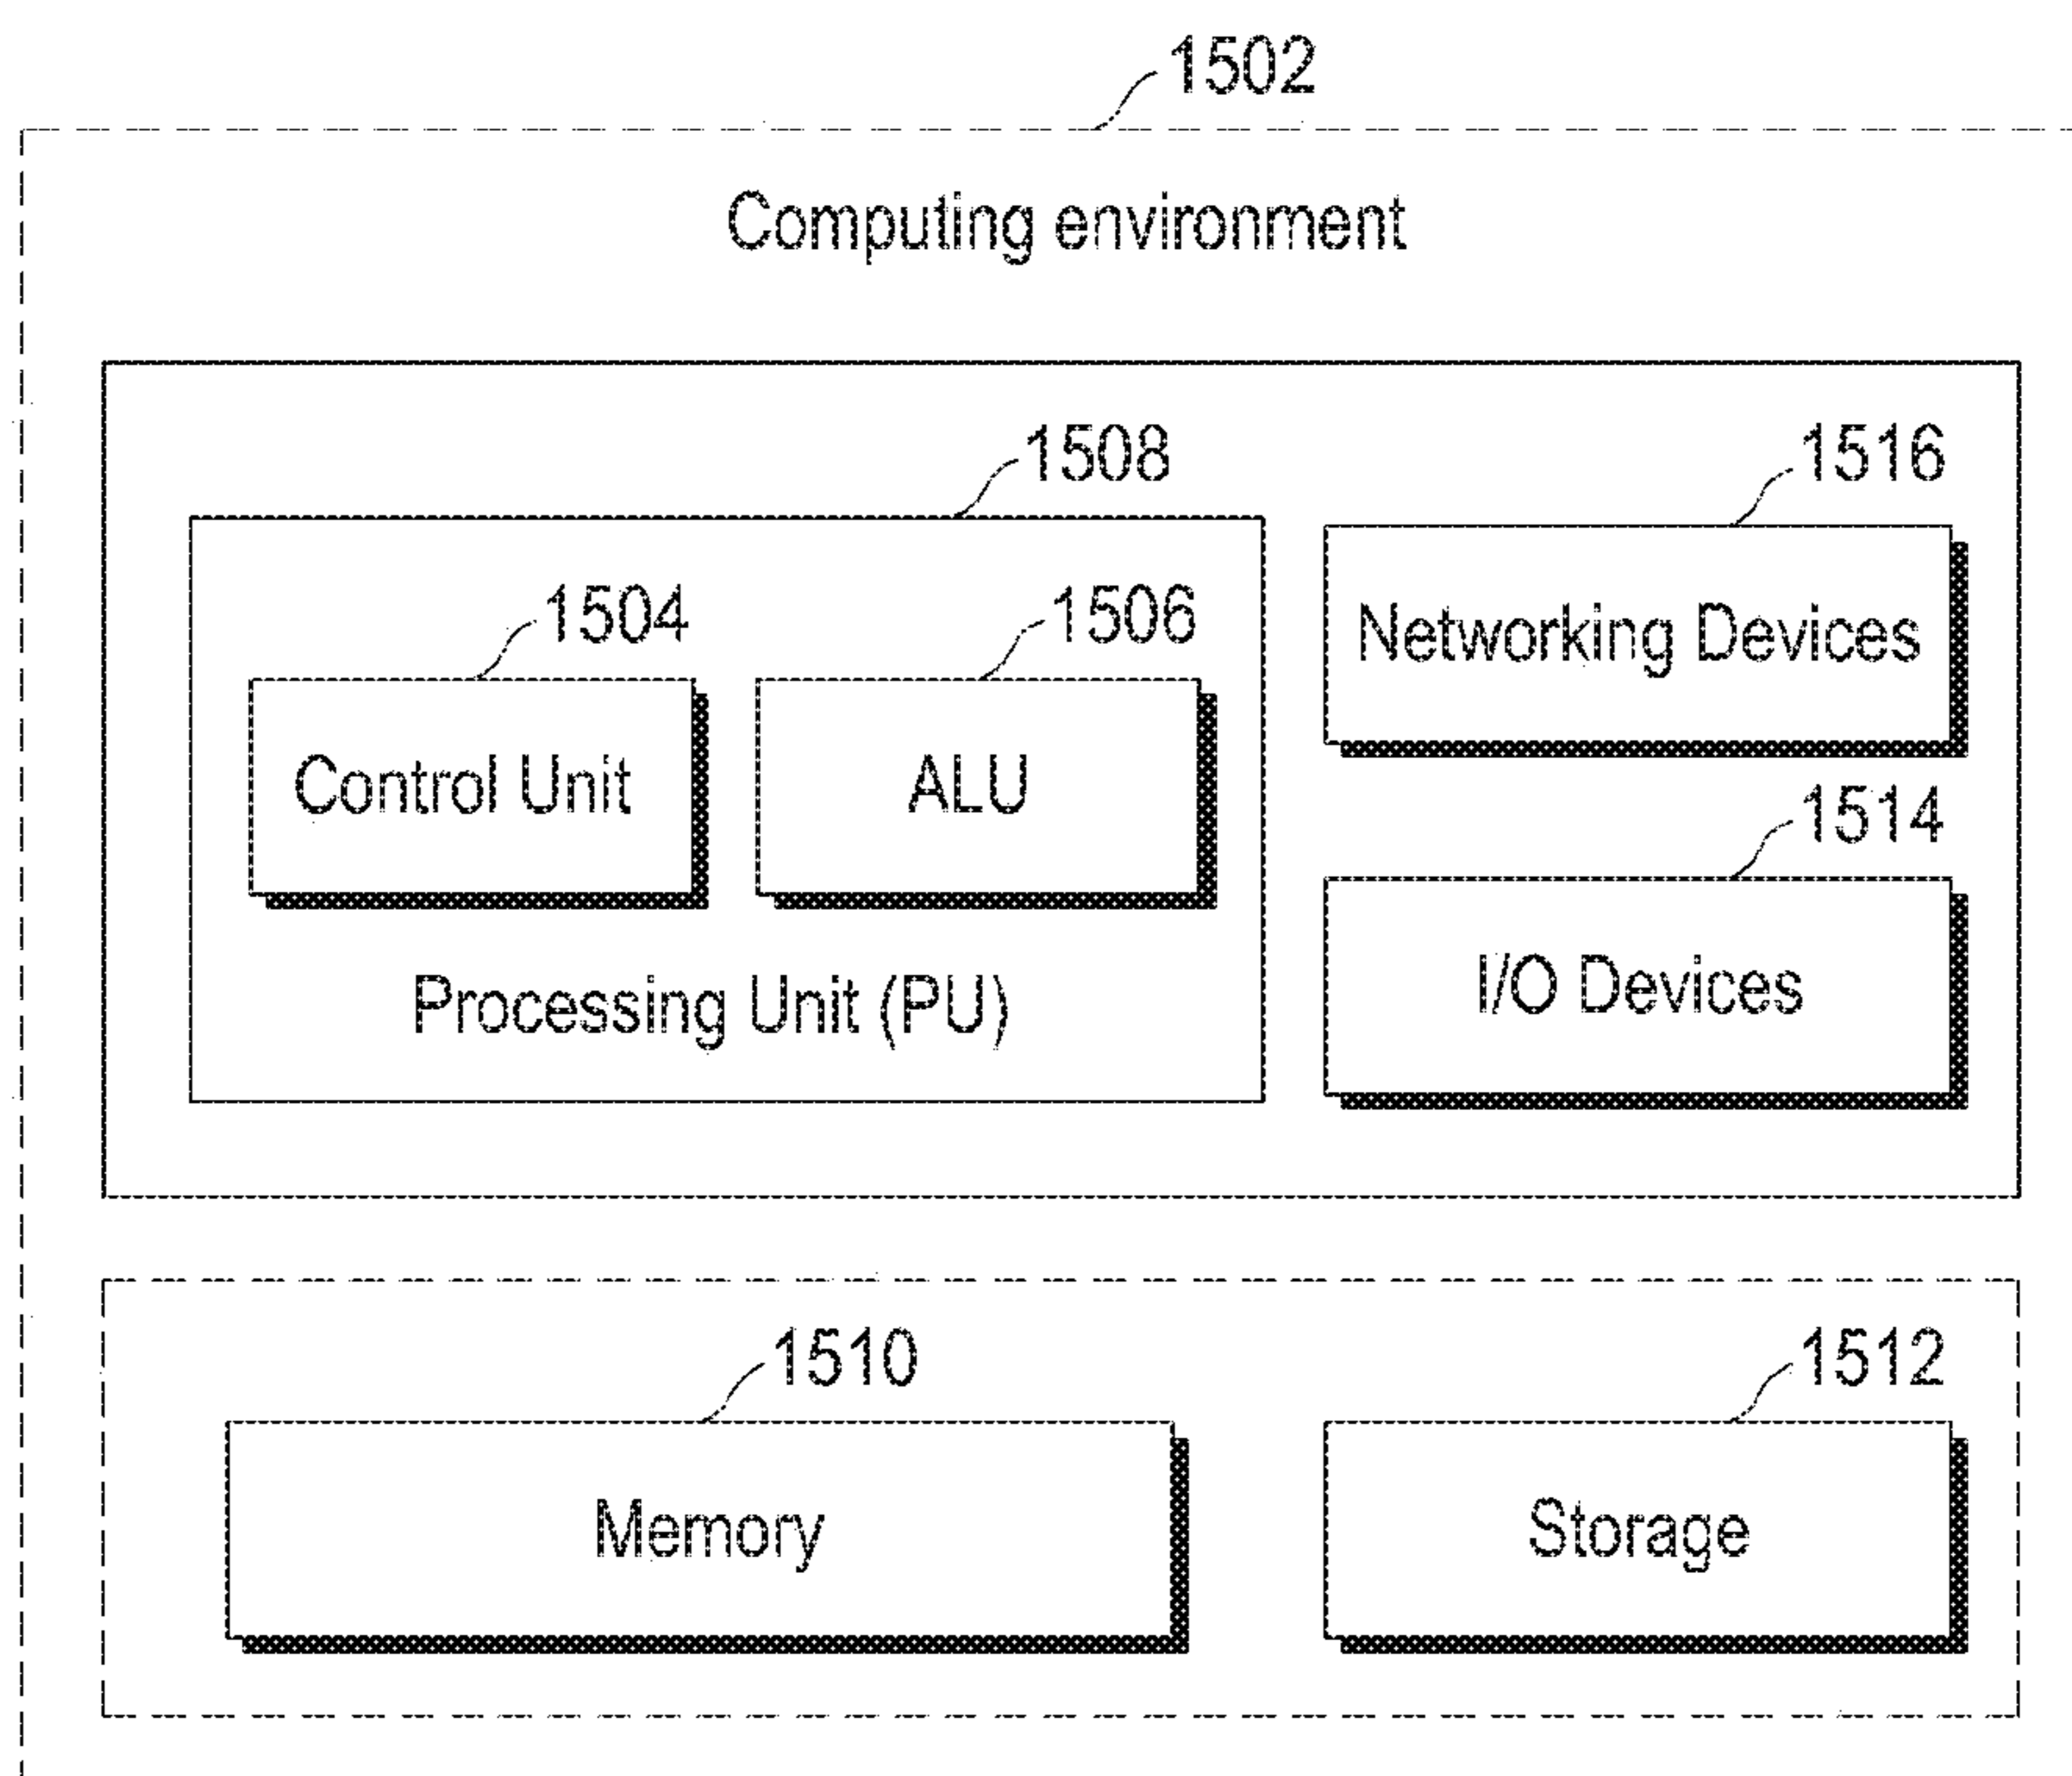 1502
Computing environment
1508
1516
1504
1506
Networking Devices
Control Unit
ALU
1514
Processing Unit (PU)
I/O Devices
1510
1512
Memory
Storage